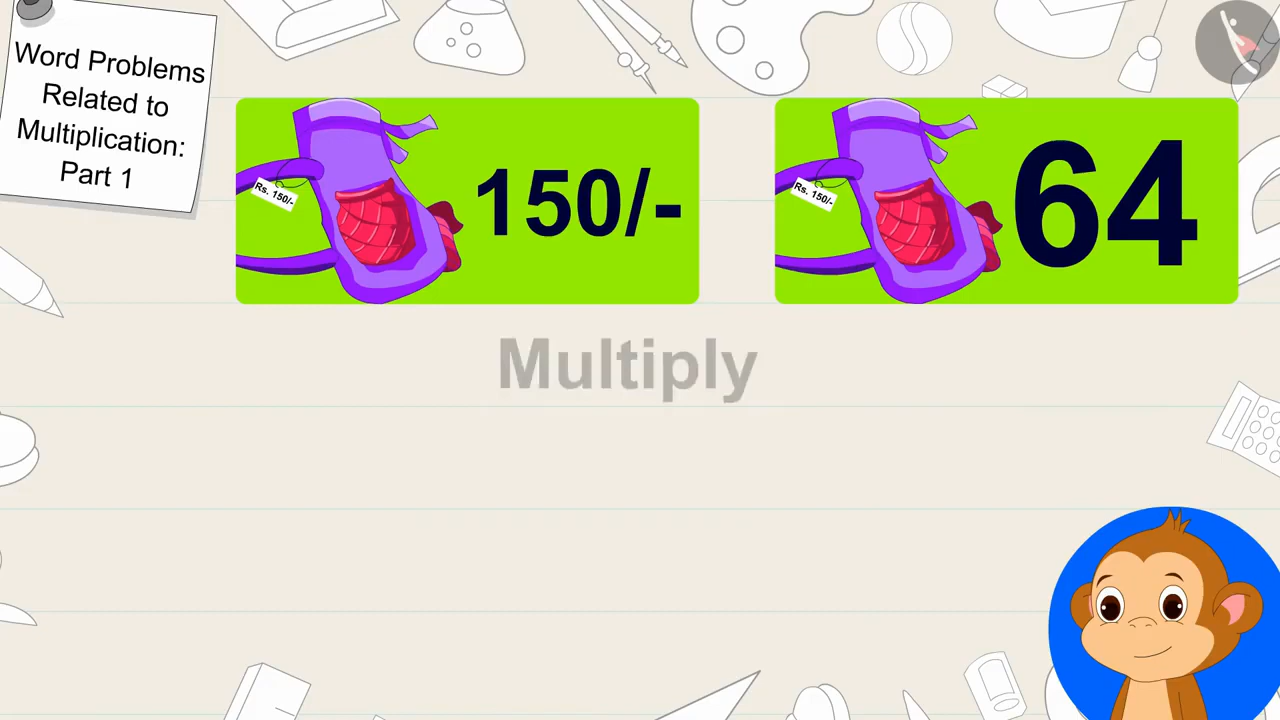 Word Problems
Related to
Multiplication:
Part 1
Rs. 150/-
150/-
Rs. 150/-
64
Multiply